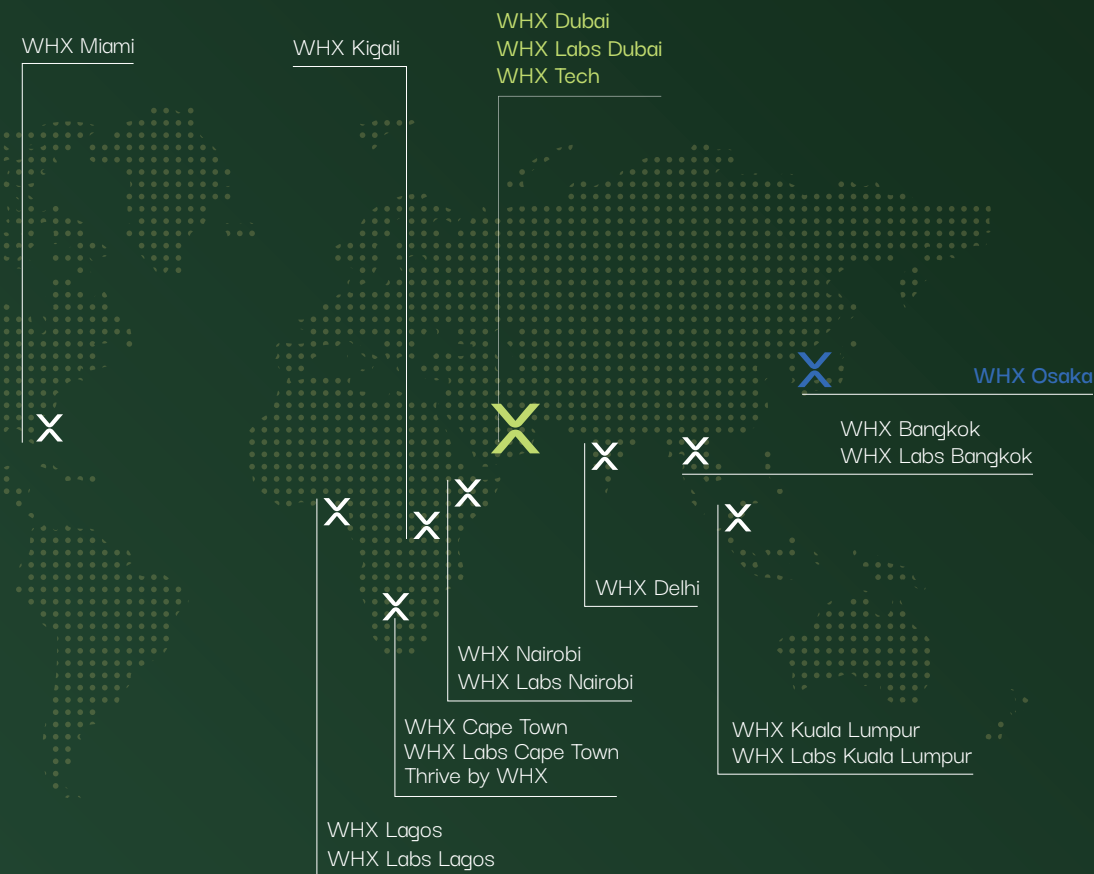 WHX Miami
WHX Kigali
WHX Dubai
WHX Labs Dubai
WHX Tech
WHX Osaka
WHX Bangkok
WHX Labs Bangkok
WHX Delhi
WHX Nairobi
WHX Labs Nairobi
WHX Cape Town
WHX Labs Cape Town
Thrive by WHX
WHX Kuala Lumpur
WHX Labs Kuala Lumpur
WHX Lagos
WHX Labs Lagos